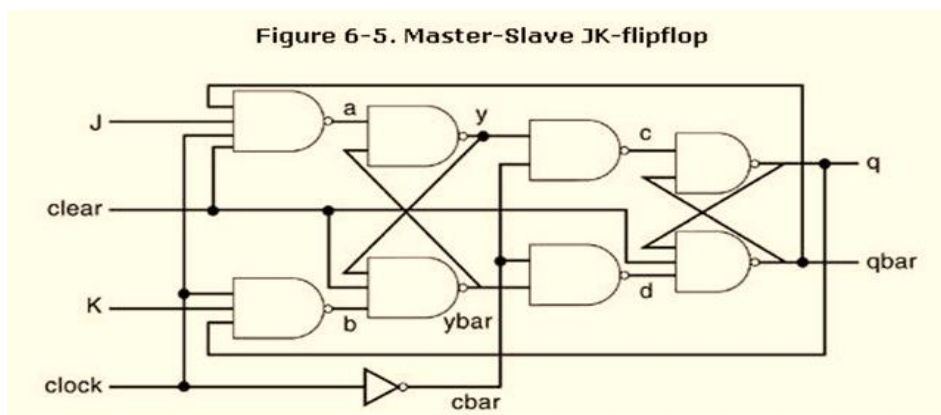 Figure 6-5. Master-Slave JK-flipflop
J
a
y
c
q
clear
qbar
K
b
ybar
d
clock
cbar